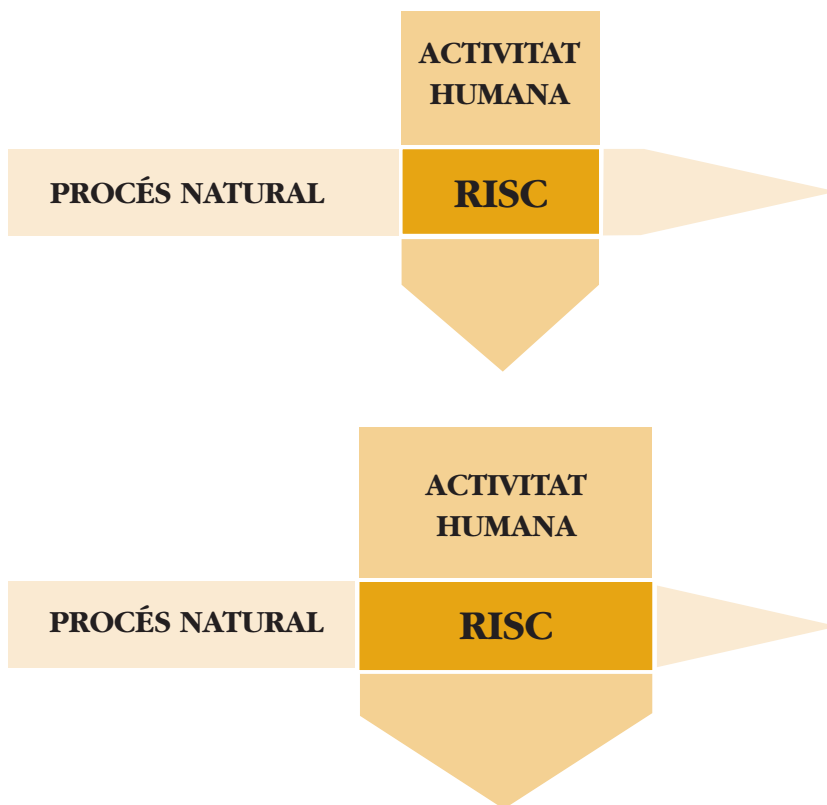 ACTIVITAT
HUMANA
PROCÉS NATURAL
RISC
ACTIVITAT
HUMANA
PROCÉS NATURAL
RISC